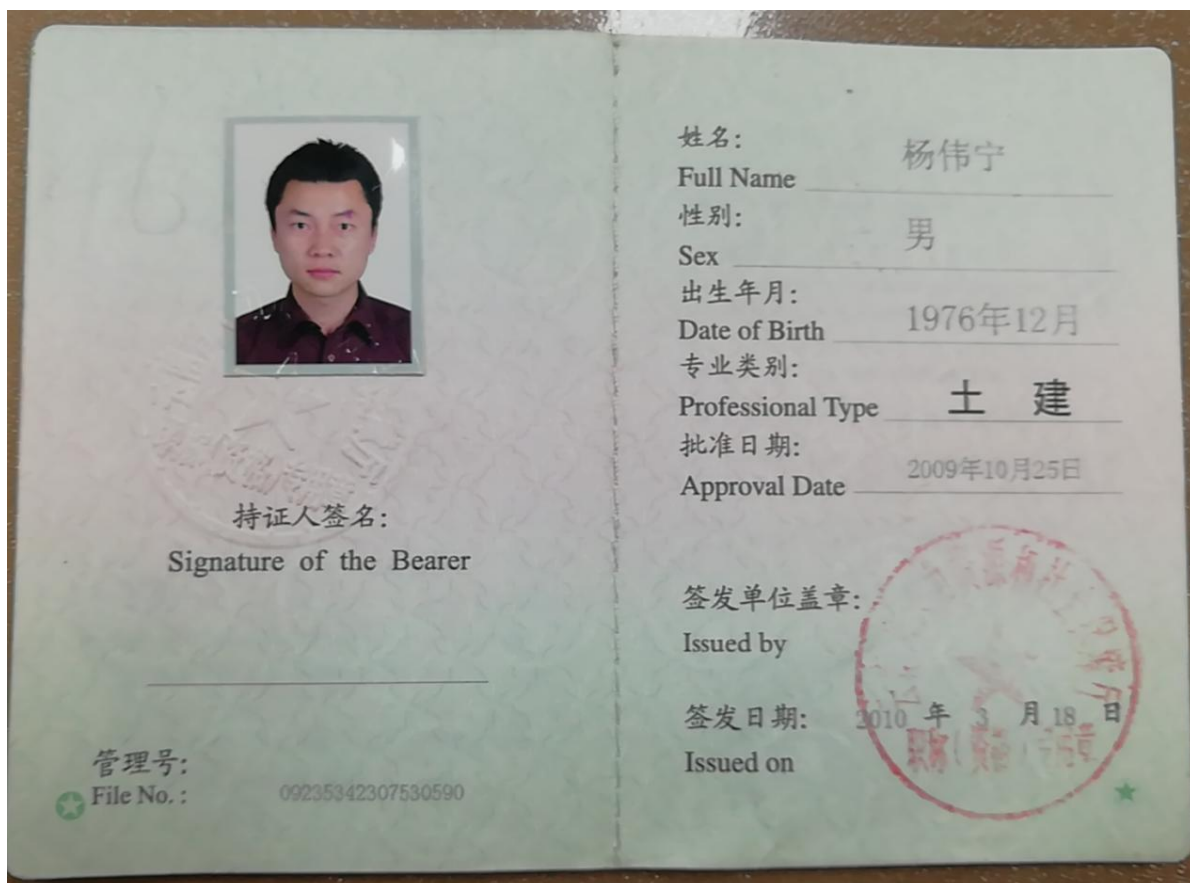 持证人签名:
Signature of the Bearer
管理号:
File No. :
09235342307530590
姓名:
杨伟宁
Full Name
性别:
男
Sex
出生年月:
1976年12月
Date of Birth
专业类别:
土 建
Professional Type
批准日期:
2009年10月25日
Approval Date
签发单位盖章:
Issued by
签发日期: 2010 年 3 月 18 日
Issued on